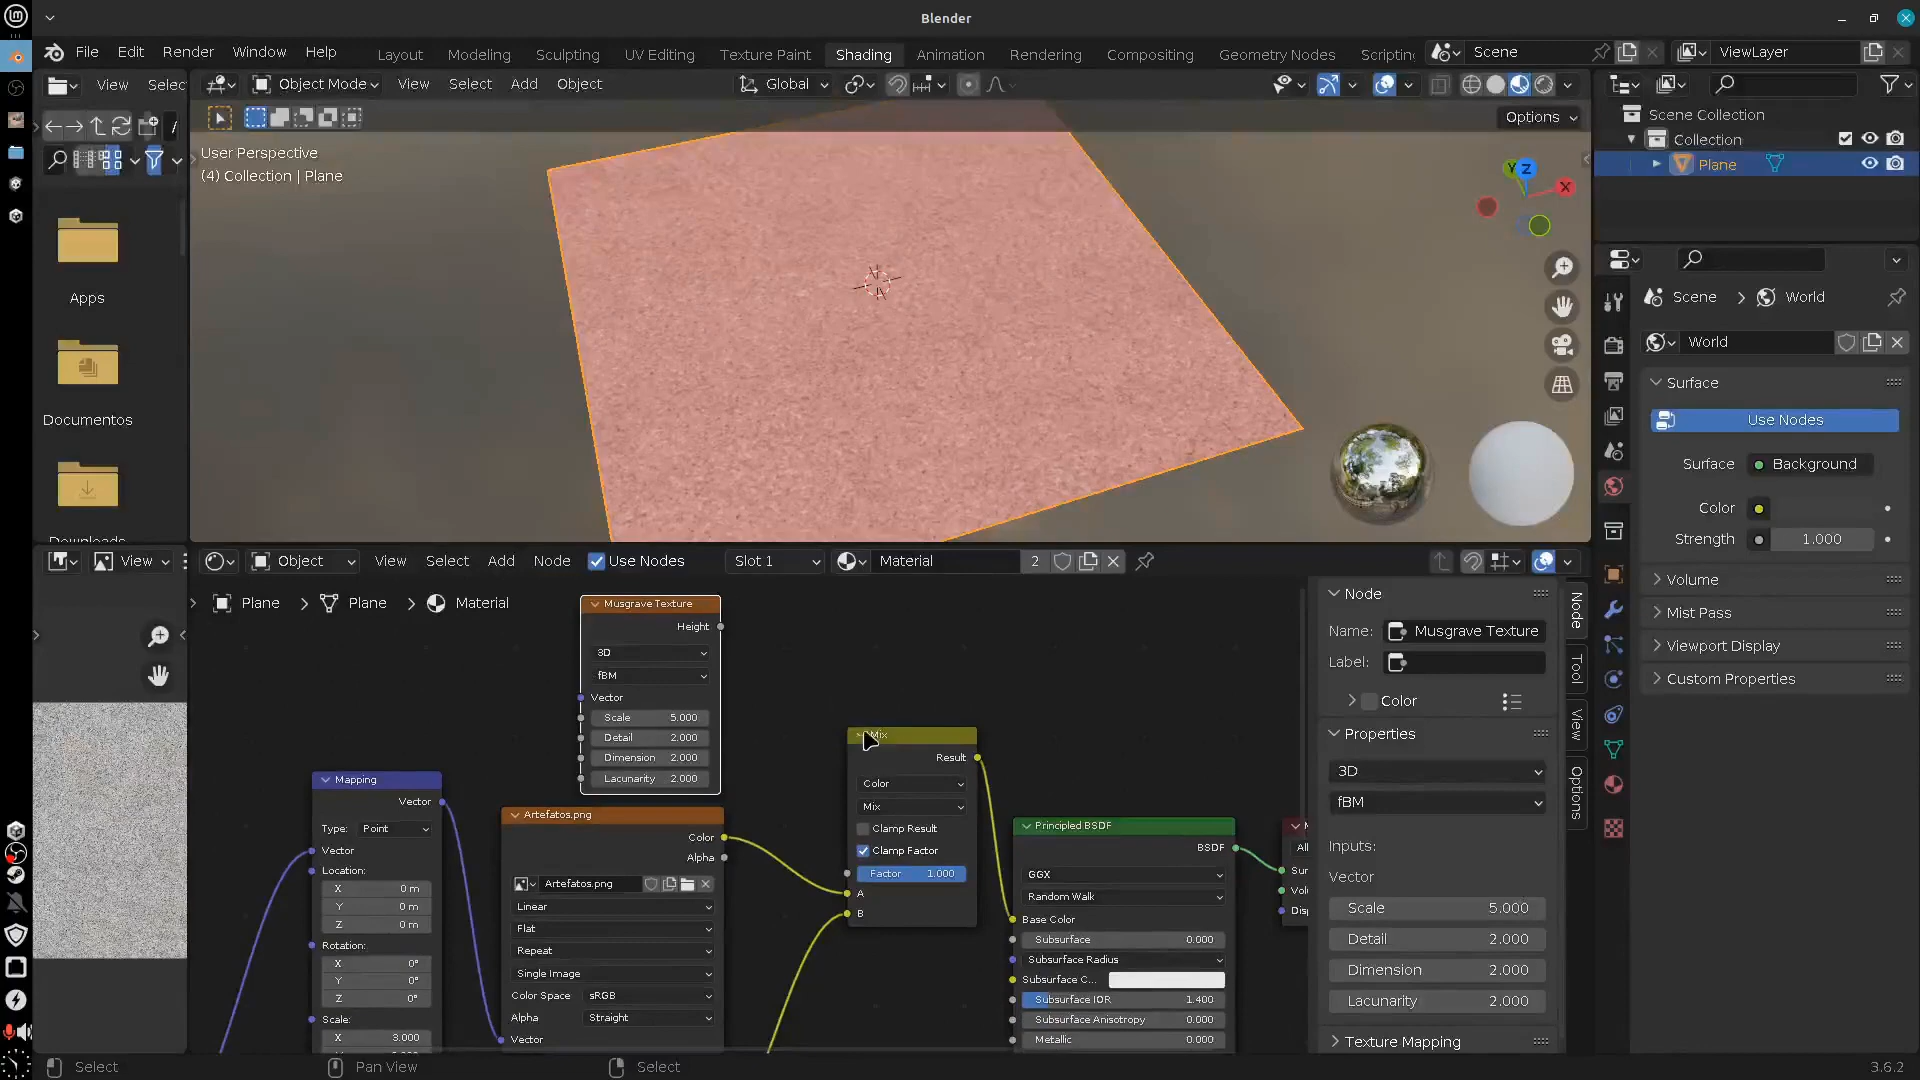 Blender
File Edit Render Window Help Layout Modeling Sculpting UV Editing Texture Paint Shading Animation Rendering Compositing Geometry Nodes Scripting Scene ViewLayer
View Selec Object Mode View Select Add Object Global
Options
User Perspective
(4) Collection | Plane
Apps
Documentos
Downloads
Scene Collection
Collection
Plane
X
Y
Z
Scene > World
World
Surface
Use Nodes
Surface Background
Color
Strength 1.000
Volume
Mist Pass
Viewport Display
Custom Properties
View Object View Select Add Node Use Nodes Slot 1 Material 2
Plane > Plane > Material
Musgrave Texture
Height
3D
fBM
Vector
Scale 5.000
Detail 2.000
Dimension 2.000
Lacunarity 2.000
Mapping
Vector
Type: Point
Vector
Location:
X 0 m
Y 0 m
Z 0 m
Rotation:
X 0°
Y 0°
Z 0°
Scale:
X 3.000
Artefatos.png
Color
Alpha
Artefatos.png
Linear
Flat
Repeat
Single Image
Color Space sRGB
Alpha Straight
Vector
Mix
Result
Color
Mix
Clamp Result
Clamp Factor
Factor 1.000
A
B
Principled BSDF
BSDF
GGX
Random Walk
Base Color
Subsurface 0.000
Subsurface Radius
Subsurface C...
Subsurface IOR 1.400
Subsurface Anisotropy 0.000
Metallic 0.000
M
All
Sur
Vol
Disp
Node
Name: Musgrave Texture
Label:
Color
Properties
3D
fBM
Inputs:
Vector
Scale 5.000
Detail 2.000
Dimension 2.000
Lacunarity 2.000
Texture Mapping
Node
Tool
View
Options
Select Pan View Select 3.6.2